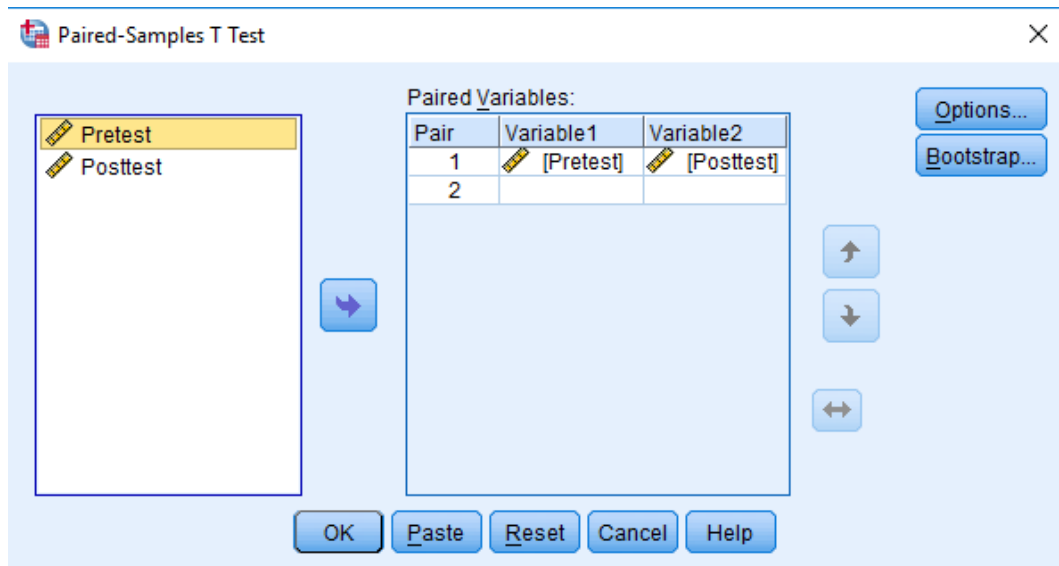 Paired-Samples T Test
Paired Variables:
Pretest
Posttest
Pair Variable1 Variable2
1 [Pretest] [Posttest]
2
Options...
Bootstrap...
OK Paste Reset Cancel Help